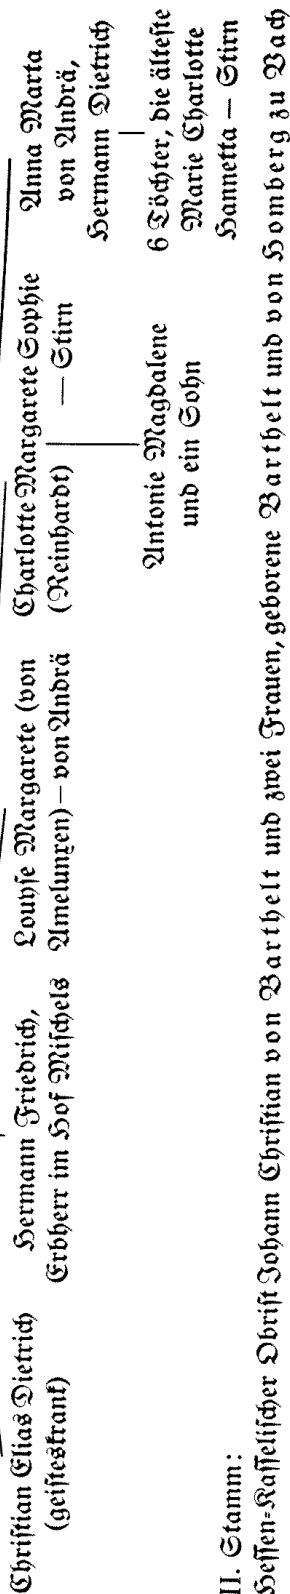 Christian Elias Dietrich
(geisteskrank)
Hermann Friedrich,
Erbherr im Hof Mischels
Louyse Margarete (von
Amelunxen) — von Andrä
Charlotte Margarete Sophie
(Reinhardt) — Stirn
Anna Marta
von Andrä,
Hermann Dietrich
Antonie Magdalene
und ein Sohn
6 Töchter, die älteste
Marie Charlotte
Hannetta — Stirn
II. Stamm:
Hessen-Kasselischer Obrist Johann Christian von Barthelt und zwei Frauen, geborene Barthelt und von Homberg zu Vach